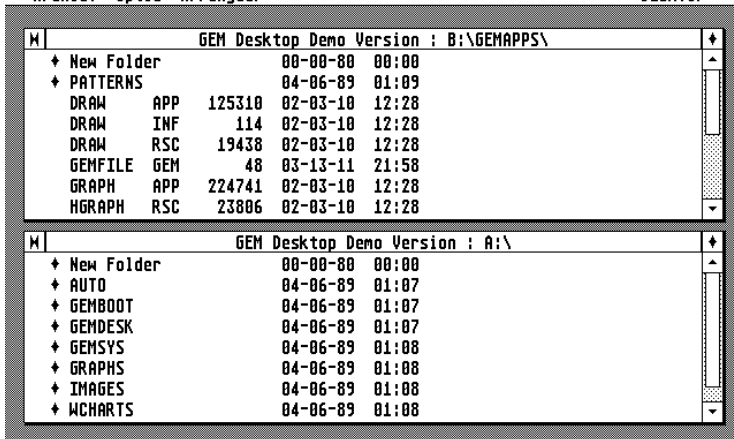 GEM Desktop Demo Version : B:\GEMAPPS\
♦ New Folder 00-00-80 00:00
♦ PATTERNS 04-06-89 01:09
DRAW APP 125310 02-03-10 12:28
DRAW INF 114 02-03-10 12:28
DRAW RSC 19438 02-03-10 12:28
GEMFILE GEM 48 03-13-11 21:58
GRAPH APP 224741 02-03-10 12:28
HGRAPH RSC 23806 02-03-10 12:28
GEM Desktop Demo Version : A:\
♦ New Folder 00-00-80 00:00
♦ AUTO 04-06-89 01:07
♦ GEMBOOT 04-06-89 01:07
♦ GEMDESK 04-06-89 01:07
♦ GEMSYS 04-06-89 01:08
♦ GRAPHS 04-06-89 01:08
♦ IMAGES 04-06-89 01:08
♦ WCHARTS 04-06-89 01:08